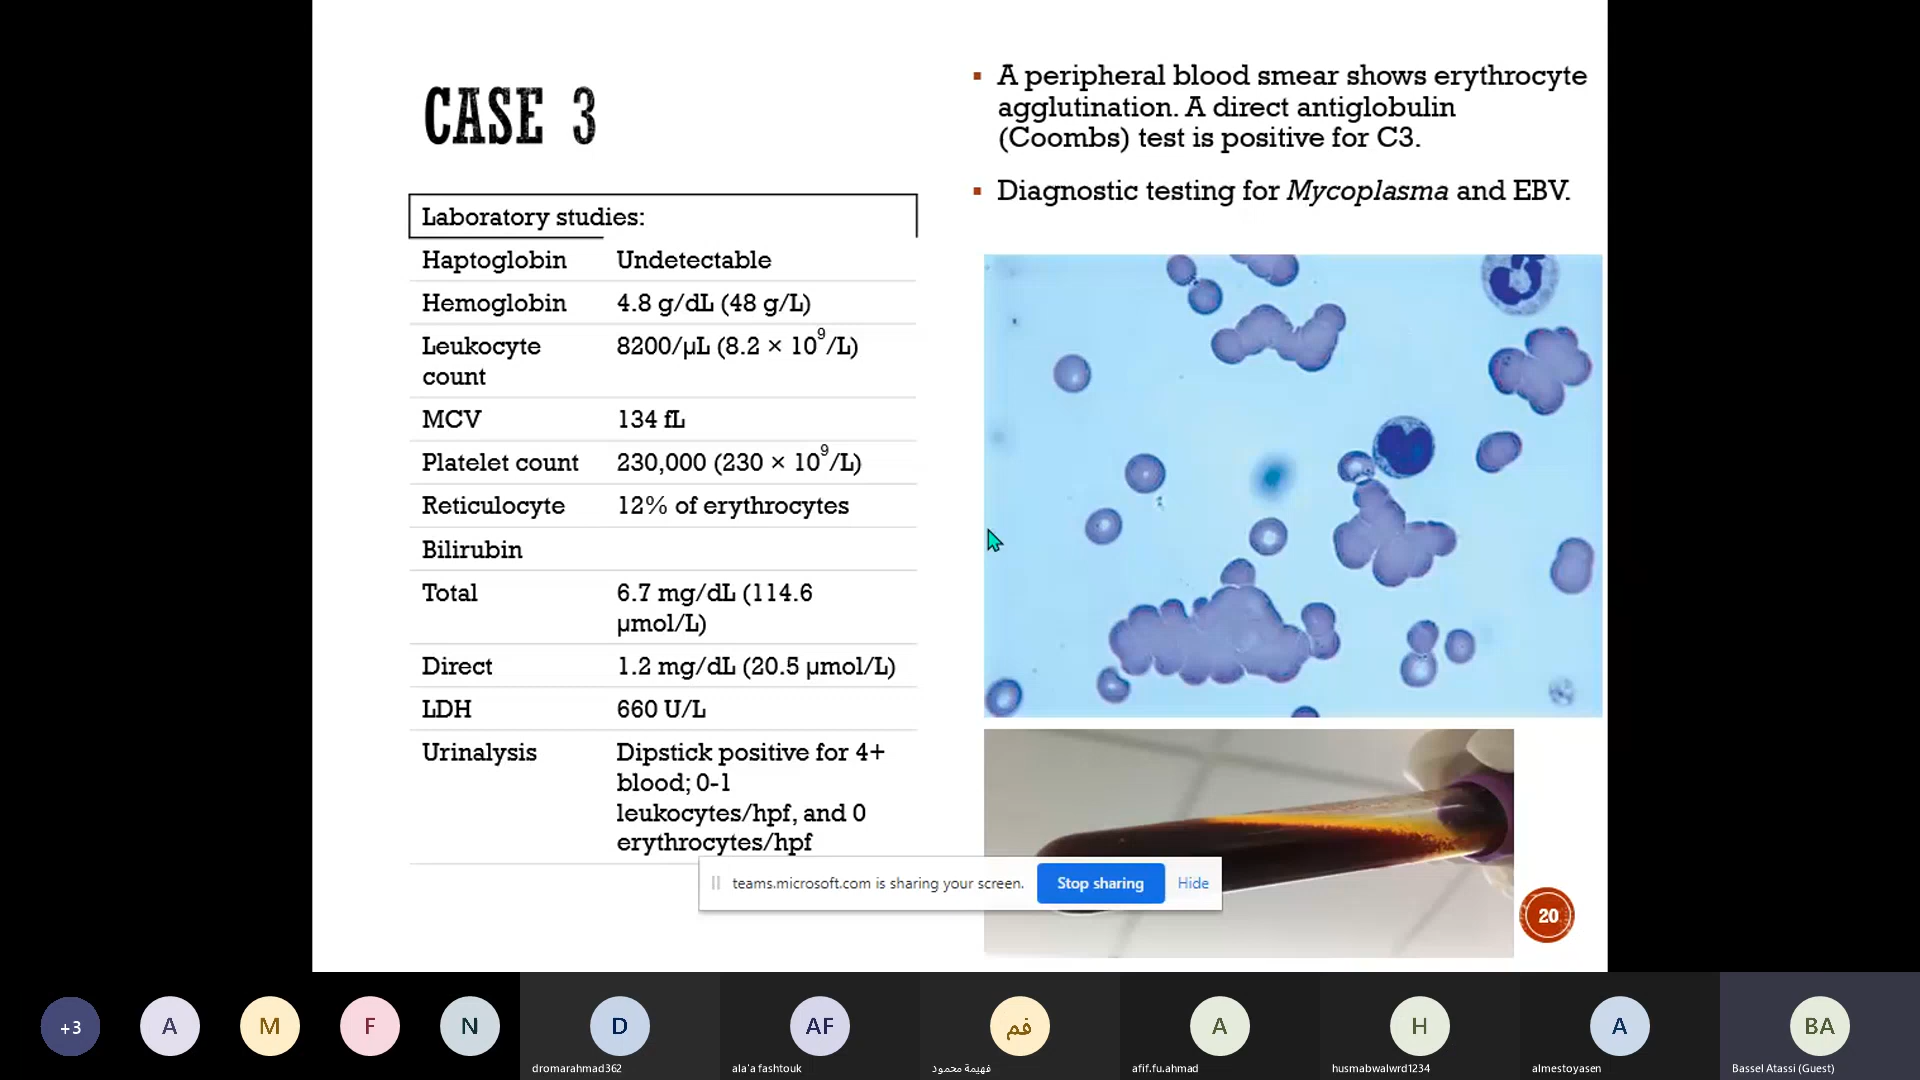 CASE 3
Laboratory studies:
Haptoglobin Undetectable
Hemoglobin 4.8 g/dL (48 g/L)
Leukocyte 8200/µL (8.2 × 10⁹/L)
count
MCV 134 fL
Platelet count 230,000 (230 × 10⁹/L)
Reticulocyte 12% of erythrocytes
Bilirubin
Total 6.7 mg/dL (114.6
µmol/L)
Direct 1.2 mg/dL (20.5 µmol/L)
LDH 660 U/L
Urinalysis Dipstick positive for 4+
blood; 0-1
leukocytes/hpf, and 0
erythrocytes/hpf
▪ A peripheral blood smear shows erythrocyte
agglutination. A direct antiglobulin
(Coombs) test is positive for C3.
▪ Diagnostic testing for Mycoplasma and EBV.
teams.microsoft.com is sharing your screen. Stop sharing Hide
20
+3 A M F N D AF فم A H A BA
dromarahmad362 ala'a fashtouk فهيمة محمود afif.fu.ahmad husmabwalwrd1234 almestoyasen Bassel Atassi (Guest)